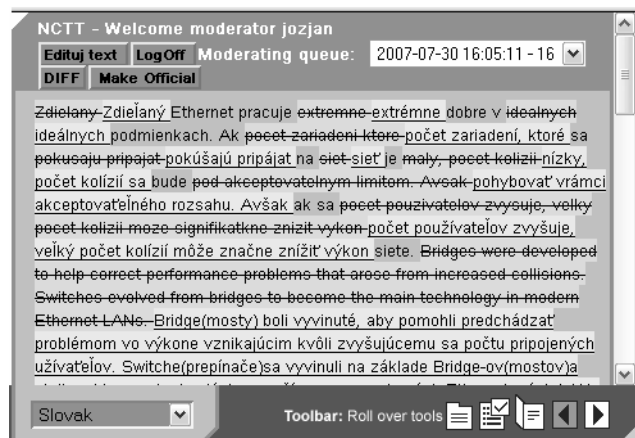 NCTT - Welcome moderator jozjan
Edituj text LogOff Moderating queue: 2007-07-30 16:05:11 - 16
DIFF Make Official
Zdielany Zdieľaný Ethernet pracuje extremne extrémne dobre v idealnych
ideálnych podmienkach. Ak pocet zariadeni ktore počet zariadení, ktoré sa
pokusaju pripajat pokúšajú pripájat na siet sieť je maly, pocet kolizii nízky,
počet kolízií sa bude pod akceptovatelnym limitom. Avsak pohybovať vrámci
akceptovateľného rozsahu. Avšak ak sa pocet pouzivatelov zvysuje, velky
pocet kolizii moze signifikatkne znizit vykon počet používateľov zvyšuje,
veľký počet kolízií môže značne znížiť výkon siete. Bridges were developed
to help correct performance problems that arose from increased collisions.
Switches evolved from bridges to become the main technology in modern
Ethernet LANs. Bridge(mosty) boli vyvinuté, aby pomohli predchádzať
problémom vo výkone vznikajúcim kvôli zvyšujúcemu sa počtu pripojených
užívateľov. Switche(prepínače)sa vyvinuli na základe Bridge-ov(mostov)a
Slovak Toolbar: Roll over tools